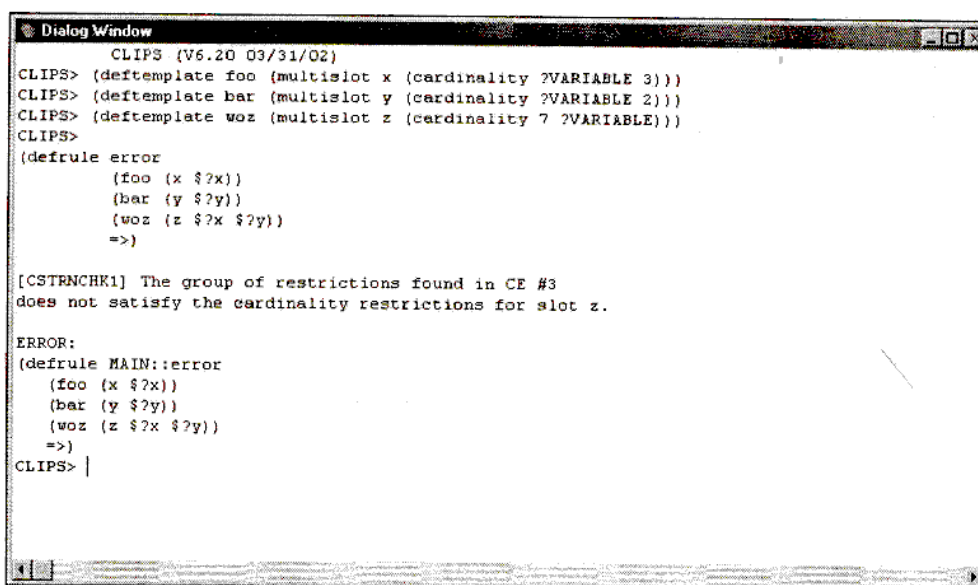 Dialog Window
CLIPS (V6.20 03/31/02)
CLIPS> (deftemplate foo (multislot x (cardinality ?VARIABLE 3)))
CLIPS> (deftemplate bar (multislot y (cardinality ?VARIABLE 2)))
CLIPS> (deftemplate woz (multislot z (cardinality 7 ?VARIABLE)))
CLIPS>
(defrule error
(foo (x $?x))
(bar (y $?y))
(woz (z $?x $?y))
=>)
[CSTRNCHK1] The group of restrictions found in CE #3
does not satisfy the cardinality restrictions for slot z.
ERROR:
(defrule MAIN::error
(foo (x $?x))
(bar (y $?y))
(woz (z $?x $?y))
=>)
CLIPS>